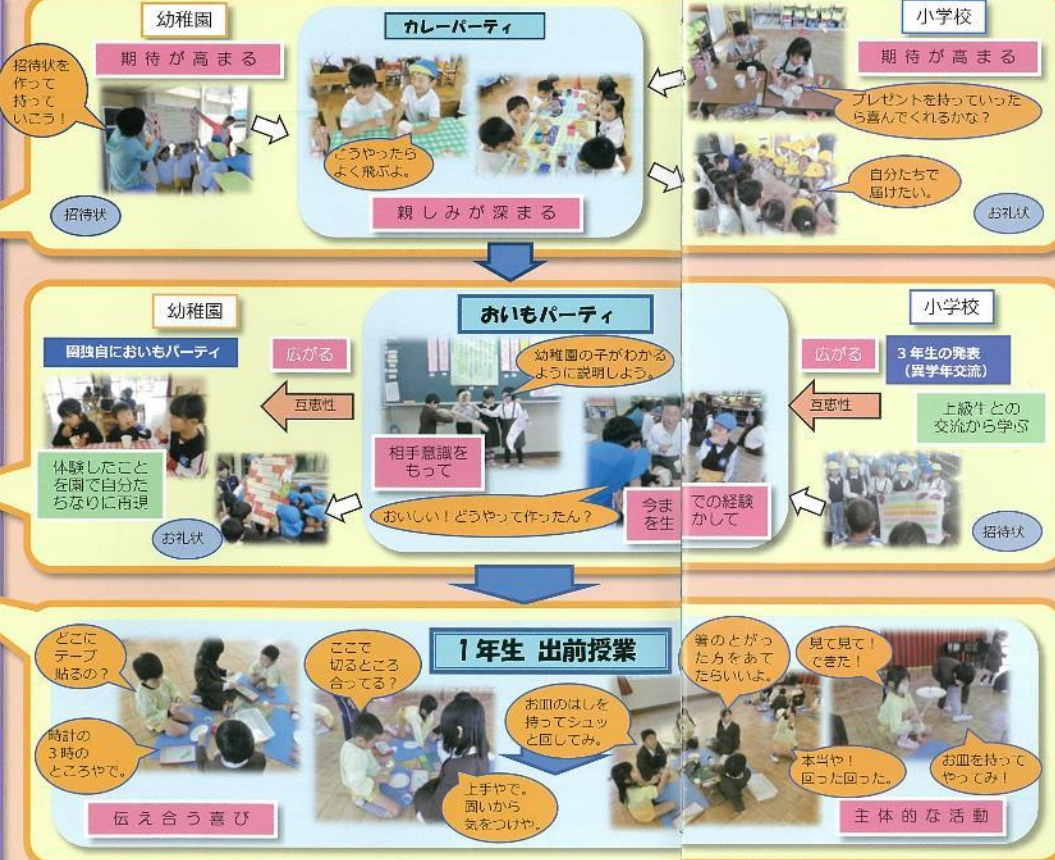 幼稚園
カレーパーティ
小学校
期待が高まる
期待が高まる
招待状を
作って
持って
いこう！
プレゼントを持っていった
ら喜んでくれるかな？
こうやったら
よく飛ぶよ。
自分たちで
届けたい。
招待状
親しみが深まる
お礼状
幼稚園
おいもパーティ
小学校
園独自においもパーティ
広がる
幼稚園の子がわかる
ように説明しよう。
広がる
3年生の発表
（異学年交流）
互恵性
互恵性
上級生との
交流から学ぶ
相手意識を
もって
体験したこと
を園で自分た
ちなりに再現
おいしい！どうやって作ったん？
今までの経験
を生かして
お礼状
招待状
1年生 出前授業
どこに
テープ
貼るの？
ここで
切るところ
合ってる？
箸のとがっ
た方をあて
たらいいよ。
見て見て！
できた！
お皿のはしを
持ってシュッ
と回してみ。
時計の
3時の
ところやで。
上手やで。
固いから
気をつけや。
本当や！
回った回った。
お皿を持って
やってみ！
伝え合う喜び
主体的な活動